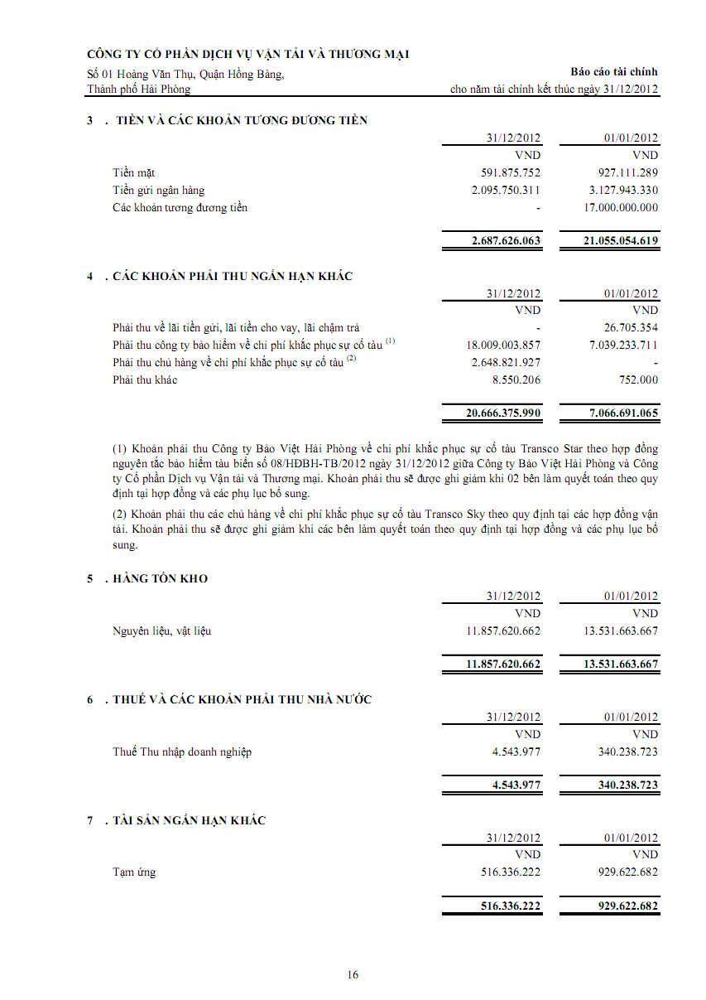 CÔNG TY CỔ PHẦN DỊCH VỤ VẬN TẢI VÀ THƯƠNG MẠI
Số 01 Hoàng Văn Thụ, Quận Hồng Bàng, Báo cáo tài chính
Thành phố Hải Phòng cho năm tài chính kết thúc ngày 31/12/2012
3 . TIỀN VÀ CÁC KHOẢN TƯƠNG ĐƯƠNG TIỀN
31/12/2012 01/01/2012
VND VND
Tiền mặt 591.875.752 927.111.289
Tiền gửi ngân hàng 2.095.750.311 3.127.943.330
Các khoản tương đương tiền - 17.000.000.000
2.687.626.063 21.055.054.619
4 . CÁC KHOẢN PHẢI THU NGẮN HẠN KHÁC
31/12/2012 01/01/2012
VND VND
Phải thu về lãi tiền gửi, lãi tiền cho vay, lãi chậm trả - 26.705.354
Phải thu công ty bảo hiểm về chi phí khắc phục sự cố tàu (1) 18.009.003.857 7.039.233.711
Phải thu chủ hàng về chi phí khắc phục sự cố tàu (2) 2.648.821.927 -
Phải thu khác 8.550.206 752.000
20.666.375.990 7.066.691.065
(1) Khoản phải thu Công ty Bảo Việt Hải Phòng về chi phí khắc phục sự cố tàu Transco Star theo hợp đồng
nguyên tắc bảo hiểm tàu biển số 08/HĐBH-TB/2012 ngày 31/12/2012 giữa Công ty Bảo Việt Hải Phòng và Công
ty Cổ phần Dịch vụ Vận tải và Thương mại. Khoản phải thu sẽ được ghi giảm khi 02 bên làm quyết toán theo quy
định tại hợp đồng và các phụ lục bổ sung.
(2) Khoản phải thu các chủ hàng về chi phí khắc phục sự cố tàu Transco Sky theo quy định tại các hợp đồng vận
tải. Khoản phải thu sẽ được ghi giảm khi các bên làm quyết toán theo quy định tại hợp đồng và các phụ lục bổ
sung.
5 . HÀNG TỒN KHO
31/12/2012 01/01/2012
VND VND
Nguyên liệu, vật liệu 11.857.620.662 13.531.663.667
11.857.620.662 13.531.663.667
6 . THUẾ VÀ CÁC KHOẢN PHẢI THU NHÀ NƯỚC
31/12/2012 01/01/2012
VND VND
Thuế Thu nhập doanh nghiệp 4.543.977 340.238.723
4.543.977 340.238.723
7 . TÀI SẢN NGẮN HẠN KHÁC
31/12/2012 01/01/2012
VND VND
Tạm ứng 516.336.222 929.622.682
516.336.222 929.622.682
16